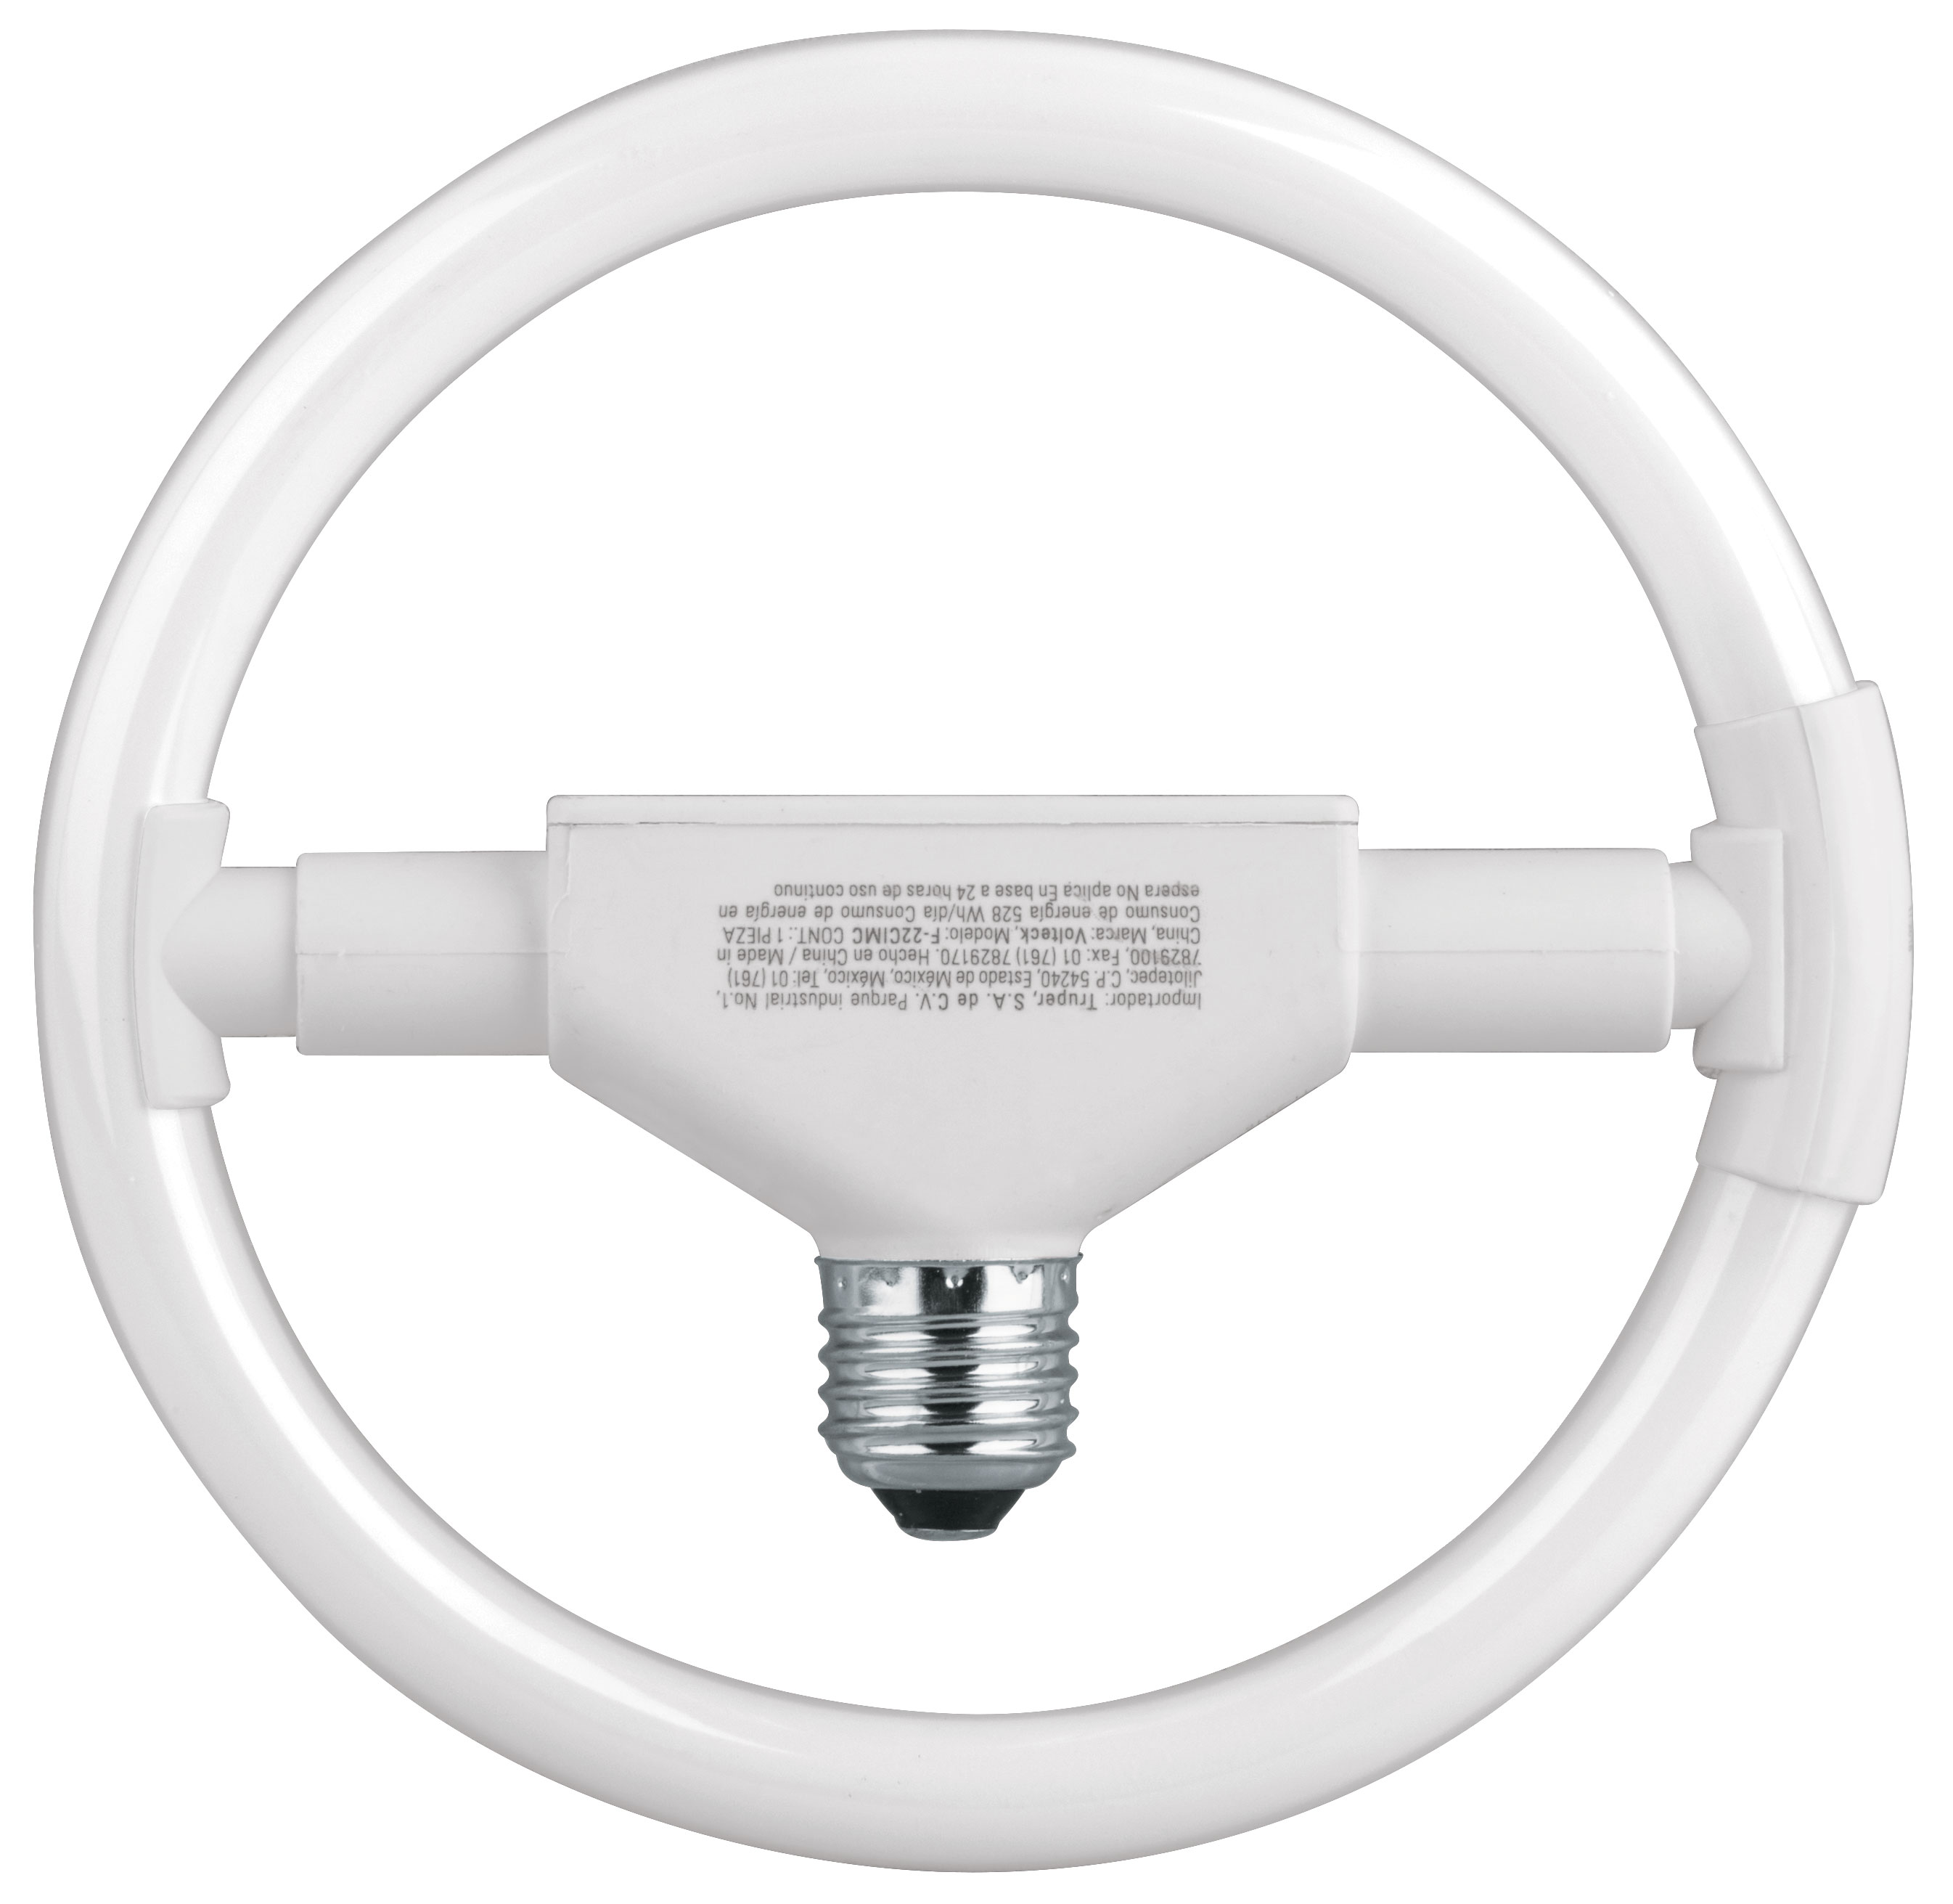 Importador: Truper, S.A. de C.V. Parque industrial No.1,
Jilotepec, C.P. 54240, Estado de México, México, Tel: 01 (761)
7829100, Fax: 01 (761) 7829170. Hecho en China / Made in
China, Marca: Volteck, Modelo: F-22CIMC CONT.: 1 PIEZA
Consumo de energía 528 Wh/día Consumo de energía en
espera No aplica En base a 24 horas de uso continuo